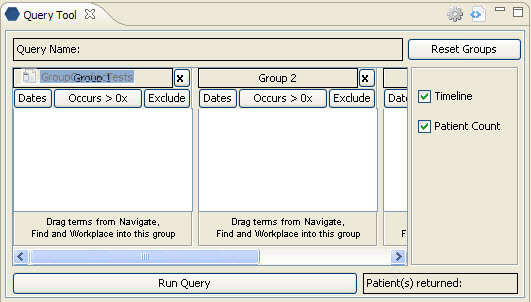 Query Tool
Query Name:
Reset Groups
Group 1
Tests
x
Group 2
x
Dates
Occurs > 0x
Exclude
Dates
Occurs > 0x
Exclude
D
Timeline
Patient Count
Drag terms from Navigate,
Find and Workplace into this group
Drag terms from Navigate,
Find and Workplace into this group
F
Run Query
Patient(s) returned: